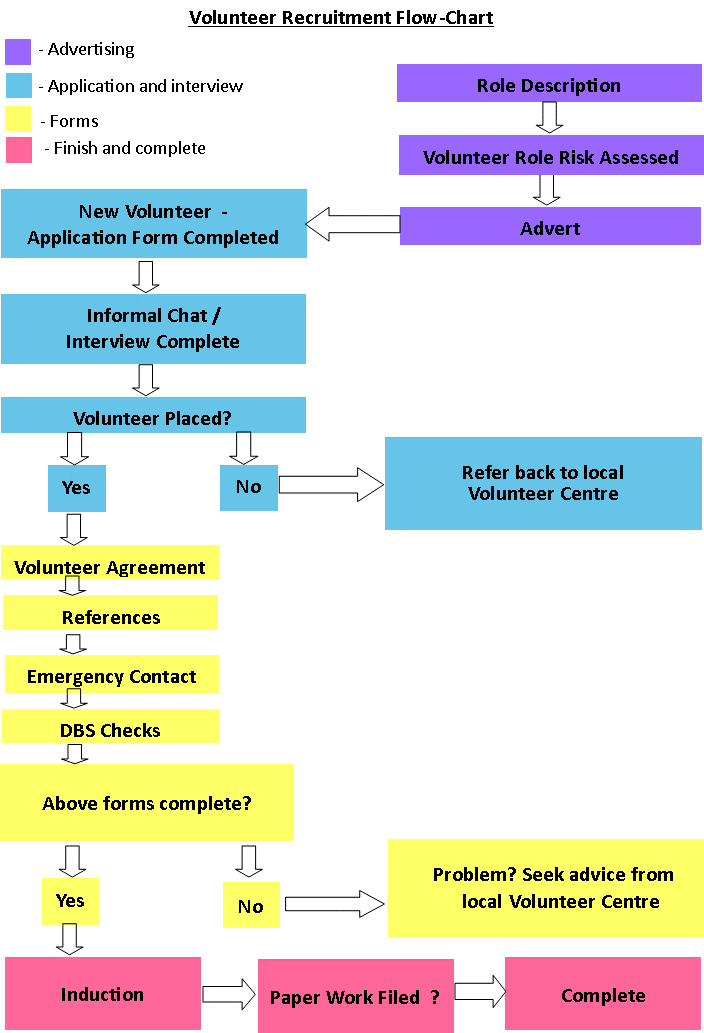 Volunteer Recruitment Flow-Chart
- Advertising
- Application and interview
- Forms
- Finish and complete
Role Description
Volunteer Role Risk Assessed
Advert
New Volunteer -
Application Form Completed
Informal Chat /
Interview Complete
Volunteer Placed?
Yes
No
Refer back to local
Volunteer Centre
Volunteer Agreement
References
Emergency Contact
DBS Checks
Above forms complete?
Yes
No
Problem? Seek advice from
local Volunteer Centre
Induction
Paper Work Filed ?
Complete